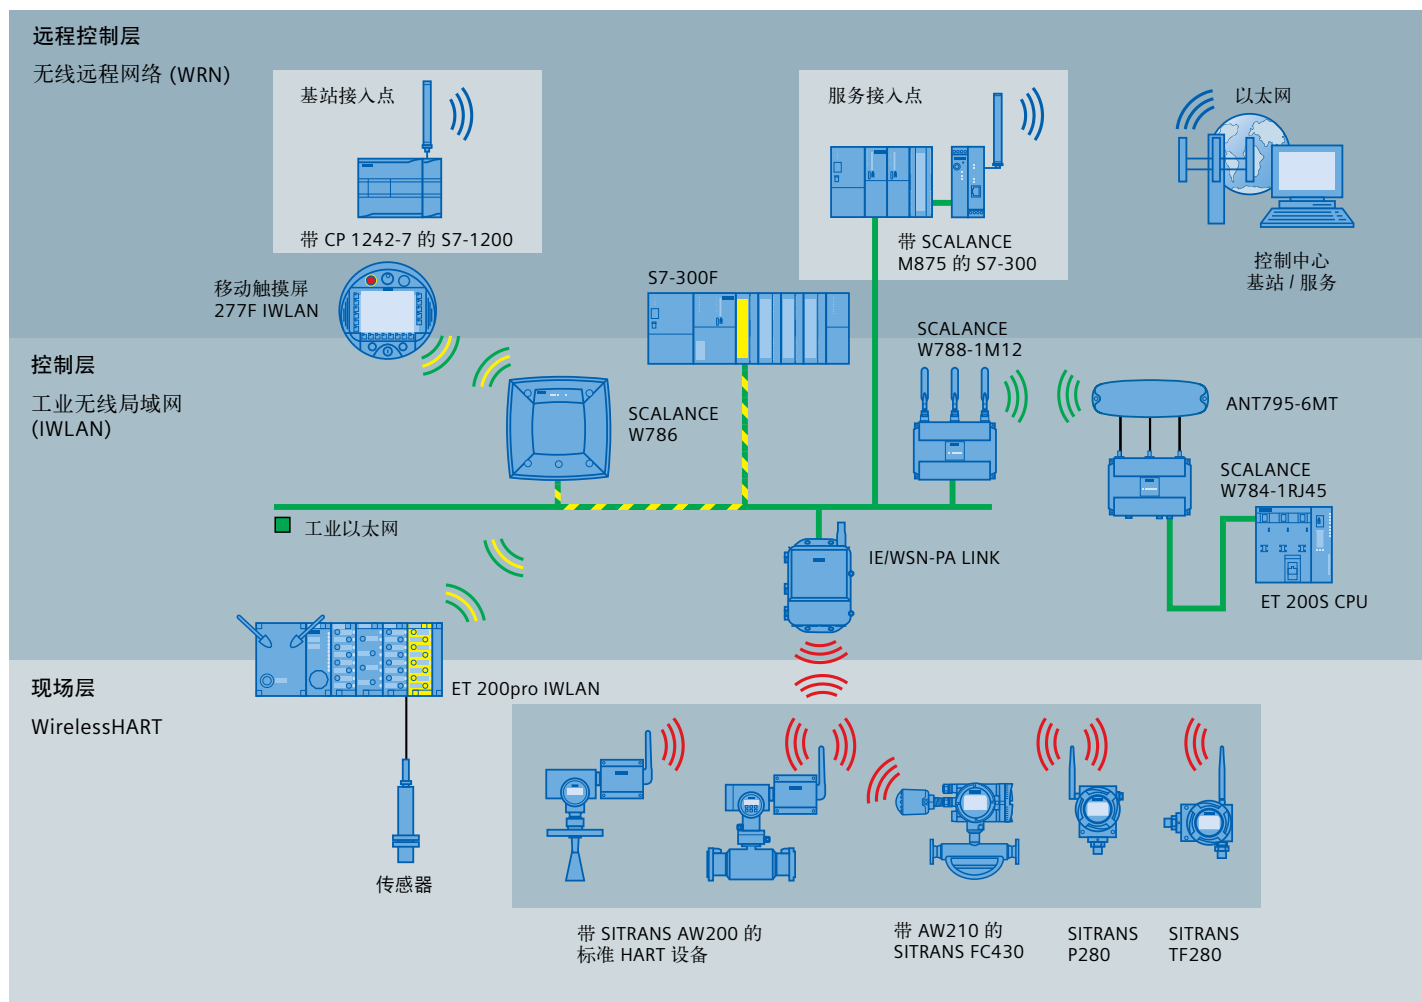 远程控制层
无线远程网络 (WRN)
基站接入点
带 CP 1242-7 的 S7-1200
服务接入点
带 SCALANCE
M875 的 S7-300
以太网
控制中心
基站 / 服务
移动触摸屏
277F IWLAN
S7-300F
控制层
工业无线局域网
(IWLAN)
SCALANCE
W786
SCALANCE
W788-1M12
ANT795-6MT
SCALANCE
W784-1RJ45
工业以太网
IE/WSN-PA LINK
ET 200S CPU
现场层
WirelessHART
ET 200pro IWLAN
传感器
带 SITRANS AW200 的
标准 HART 设备
带 AW210 的
SITRANS FC430
SITRANS
P280
SITRANS
TF280